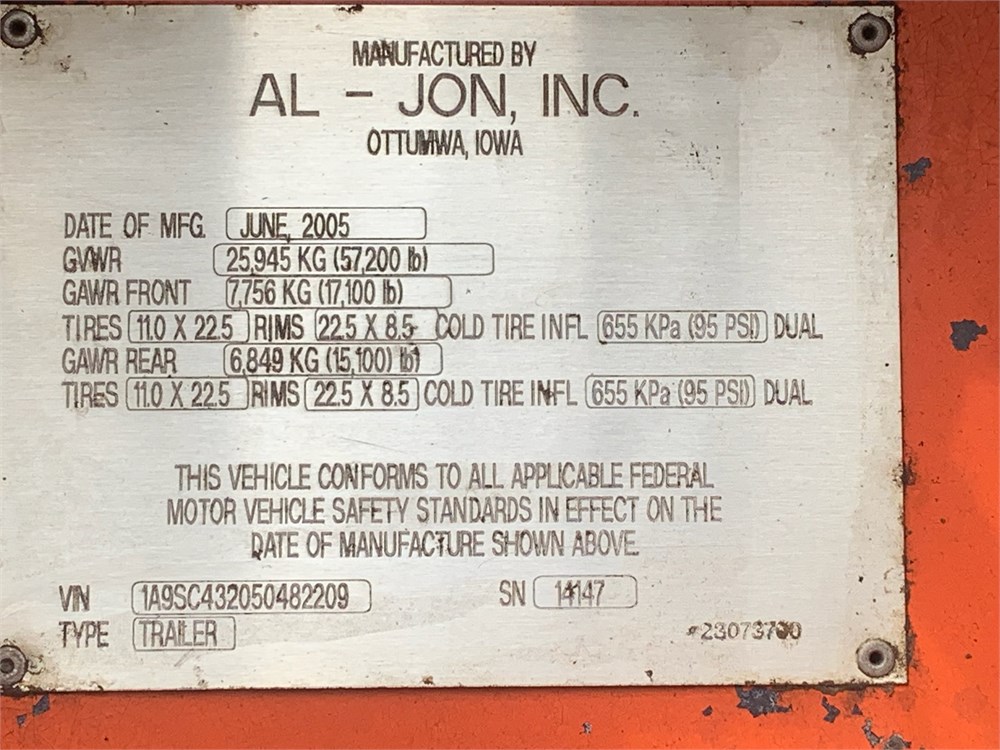 MANUFACTURED BY
AL - JON, INC.
OTTUMWA, IOWA
DATE OF MFG. JUNE, 2005
GVWR 25,945 KG (57,200 lb)
GAWR FRONT 7,756 KG (17,100 lb)
TIRES 11.0 X 22.5 RIMS 22.5 X 8.5 COLD TIRE INFL 655 KPa (95 PSI) DUAL
GAWR REAR 6,849 KG (15,100) lb)
TIRES 11.0 X 22.5 RIMS 22.5 X 8.5 COLD TIRE INFL 655 KPa (95 PSI) DUAL
THIS VEHICLE CONFORMS TO ALL APPLICABLE FEDERAL
MOTOR VEHICLE SAFETY STANDARDS IN EFFECT ON THE
DATE OF MANUFACTURE SHOWN ABOVE.
VIN 1A9SC432050482209 SN 14147
TYPE TRAILER